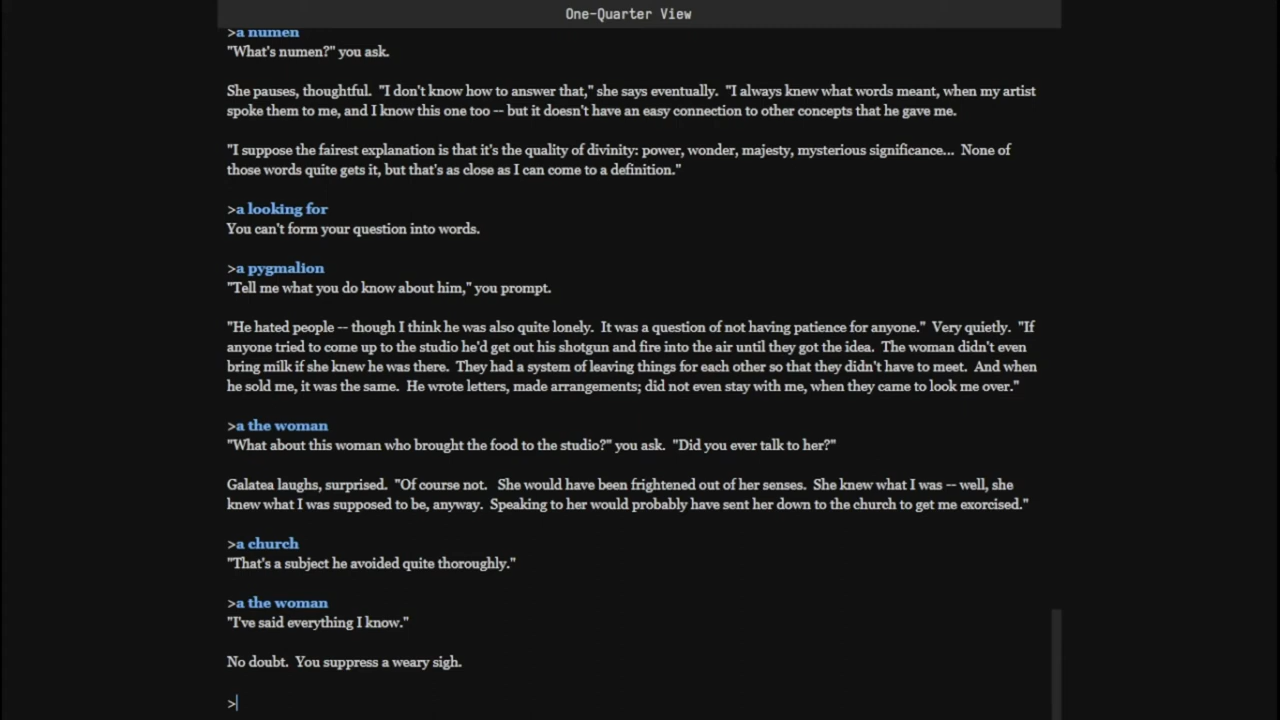 One-Quarter View
>a numen
"What's numen?" you ask.
She pauses, thoughtful.  "I don't know how to answer that," she says eventually.  "I always knew what words meant, when my artist
spoke them to me, and I know this one too -- but it doesn't have an easy connection to other concepts that he gave me.
"I suppose the fairest explanation is that it's the quality of divinity: power, wonder, majesty, mysterious significance...  None of
those words quite gets it, but that's as close as I can come to a definition."
>a looking for
You can't form your question into words.
>a pygmalion
"Tell me what you do know about him," you prompt.
"He hated people -- though I think he was also quite lonely.  It was a question of not having patience for anyone."  Very quietly.  "If
anyone tried to come up to the studio he'd get out his shotgun and fire into the air until they got the idea.  The woman didn't even
bring milk if she knew he was there.  They had a system of leaving things for each other so that they didn't have to meet.  And when
he sold me, it was the same.  He wrote letters, made arrangements; did not even stay with me, when they came to look me over."
>a the woman
"What about this woman who brought the food to the studio?" you ask.  "Did you ever talk to her?"
Galatea laughs, surprised.  "Of course not.   She would have been frightened out of her senses.  She knew what I was -- well, she
knew what I was supposed to be, anyway.  Speaking to her would probably have sent her down to the church to get me exorcised."
>a church
"That's a subject he avoided quite thoroughly."
>a the woman
"I've said everything I know."
No doubt.  You suppress a weary sigh.
>